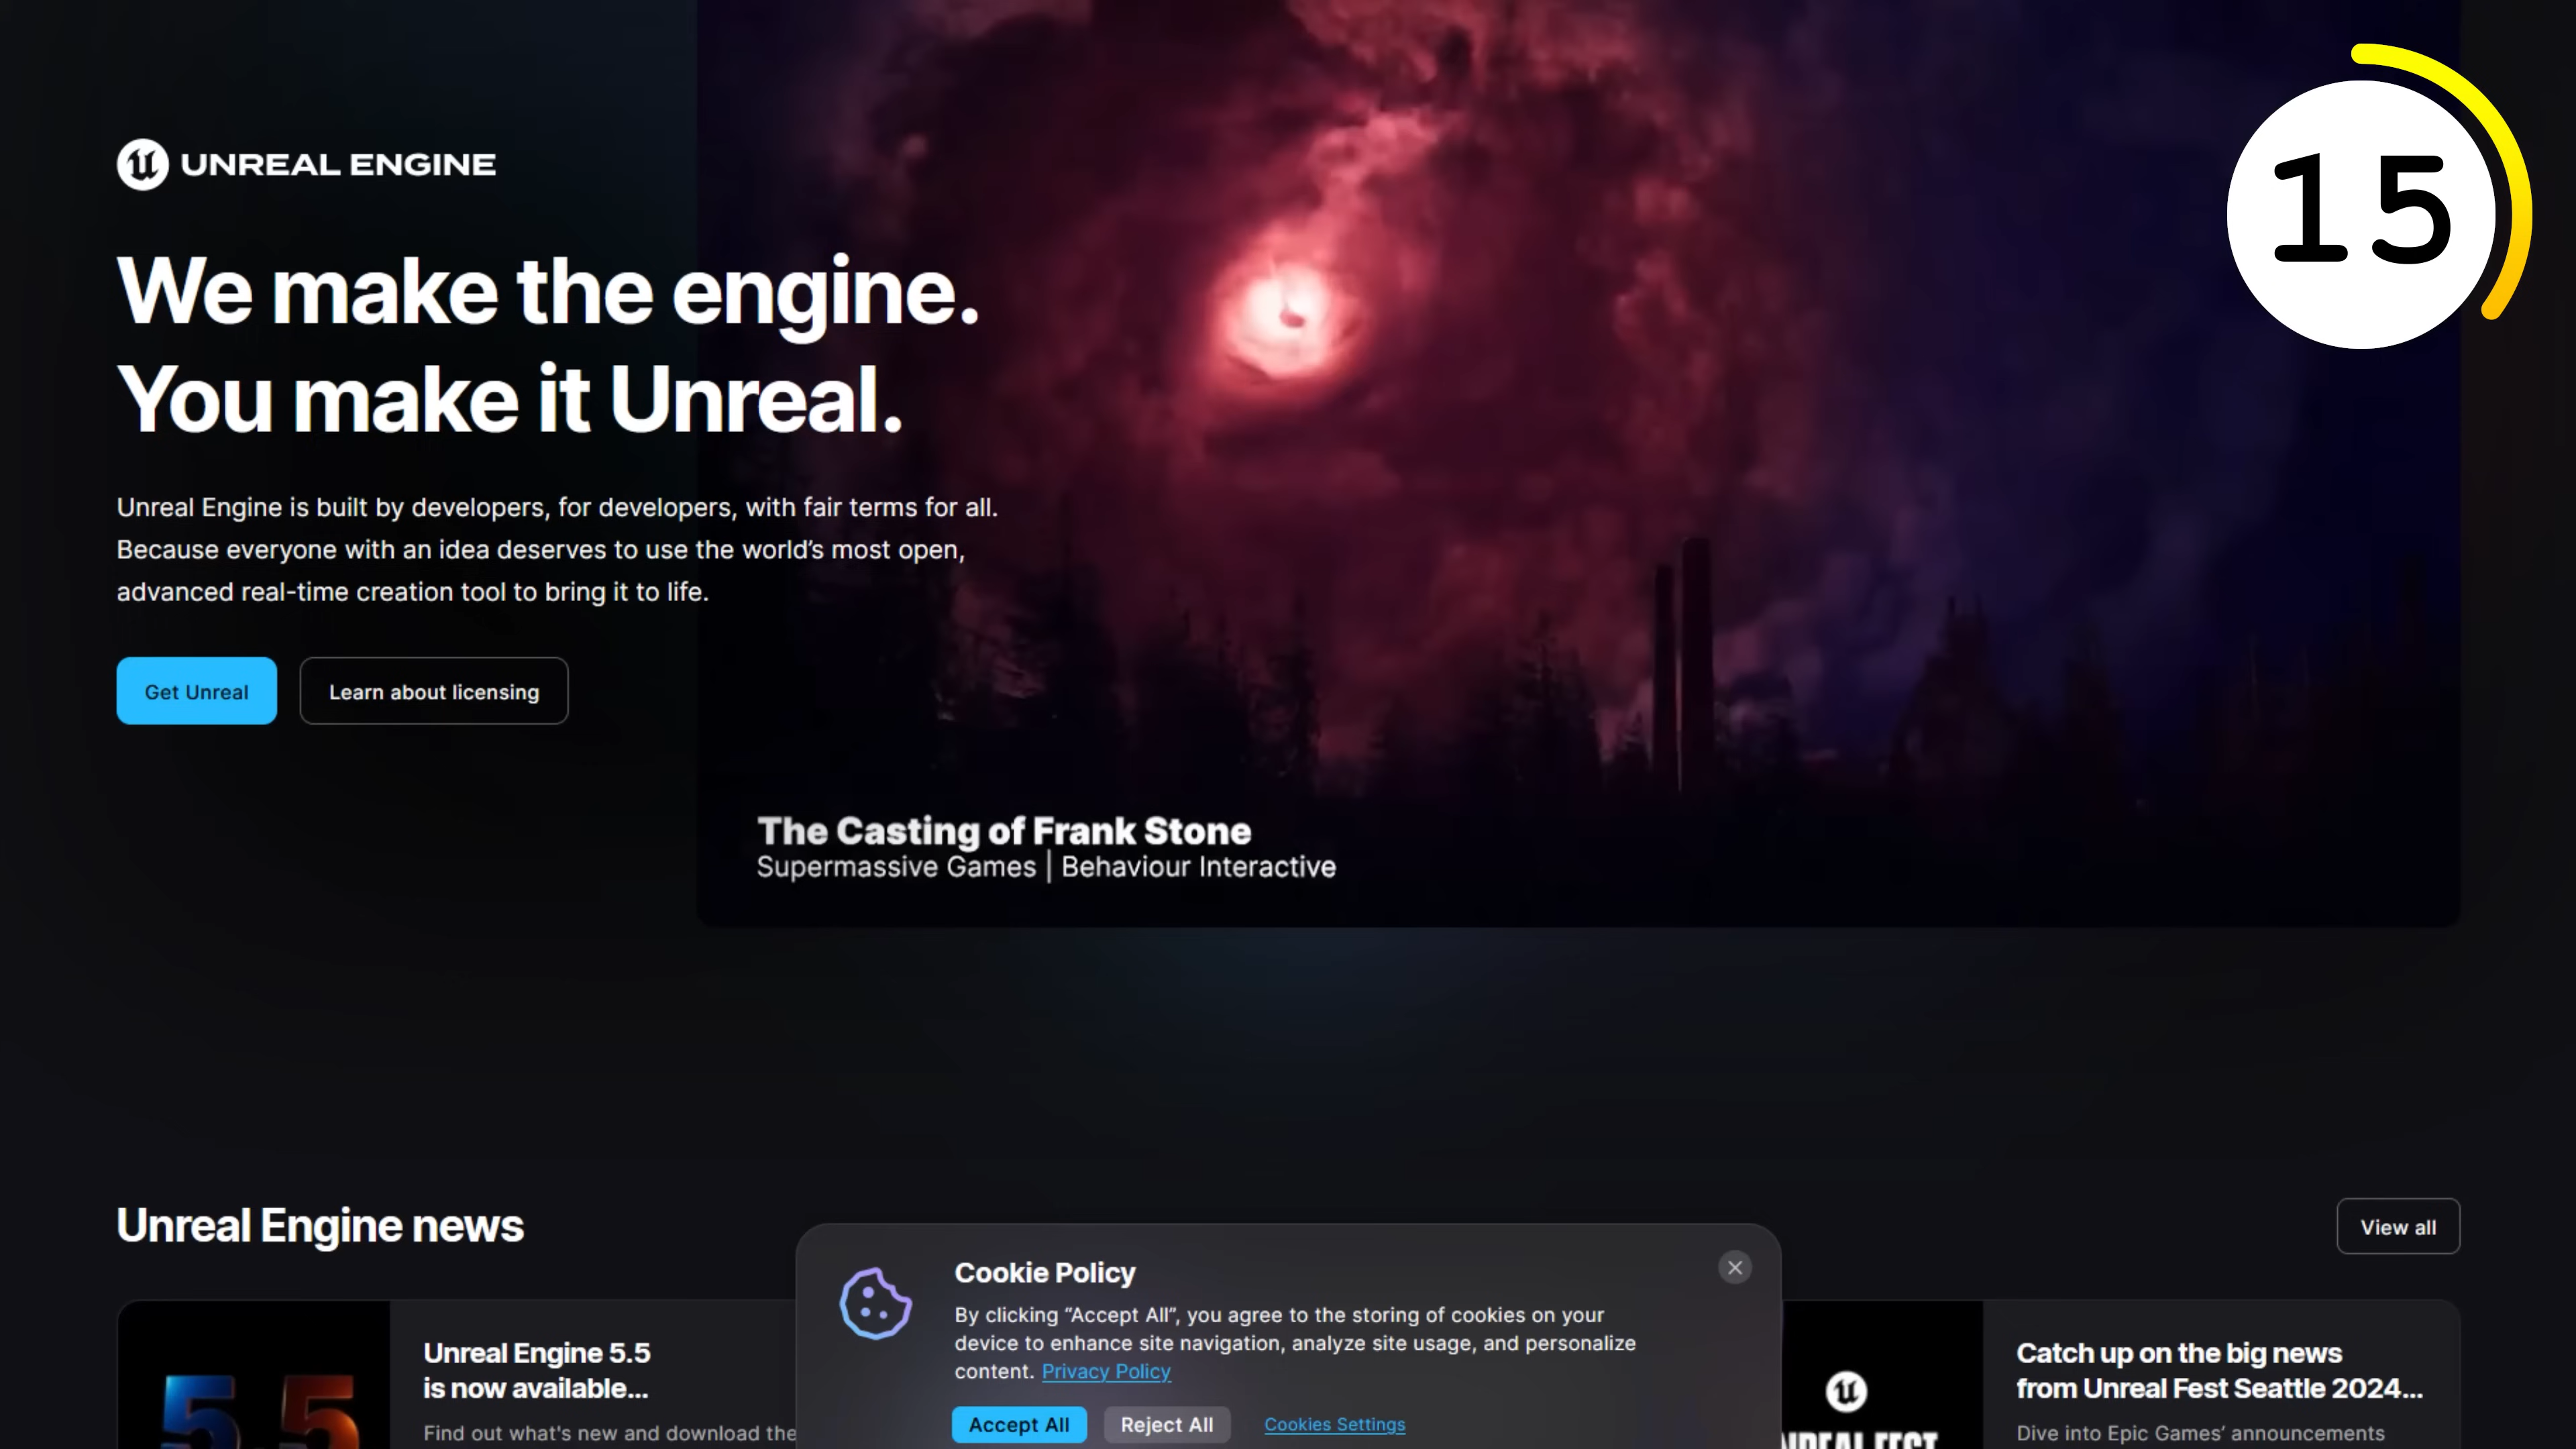 UNREAL ENGINE
We make the engine.
You make it Unreal.
Unreal Engine is built by developers, for developers, with fair terms for all.
Because everyone with an idea deserves to use the world's most open,
advanced real-time creation tool to bring it to life.
Get Unreal
Learn about licensing
15
The Casting of Frank Stone
Supermassive Games | Behaviour Interactive
Unreal Engine news
View all
5.5
Unreal Engine 5.5
is now available...
Find out what's new and download the
Cookie Policy
By clicking “Accept All”, you agree to the storing of cookies on your
device to enhance site navigation, analyze site usage, and personalize
content. Privacy Policy
Accept All
Reject All
Cookies Settings
Catch up on the big news
from Unreal Fest Seattle 2024...
Dive into Epic Games’ announcements